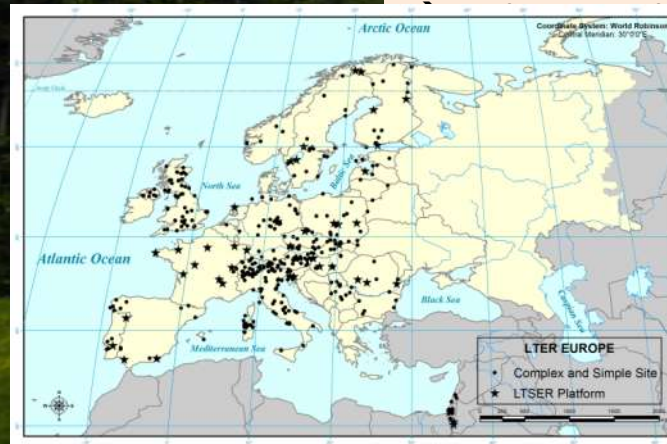 Coordinate System: World Robinson
Central Meridian: 30°0'0"E
Arctic Ocean
North Sea
Baltic Sea
Atlantic Ocean
Black Sea
Caspian Sea
Mediterranean Sea
LTER EUROPE
Complex and Simple Site
LTSER Platform